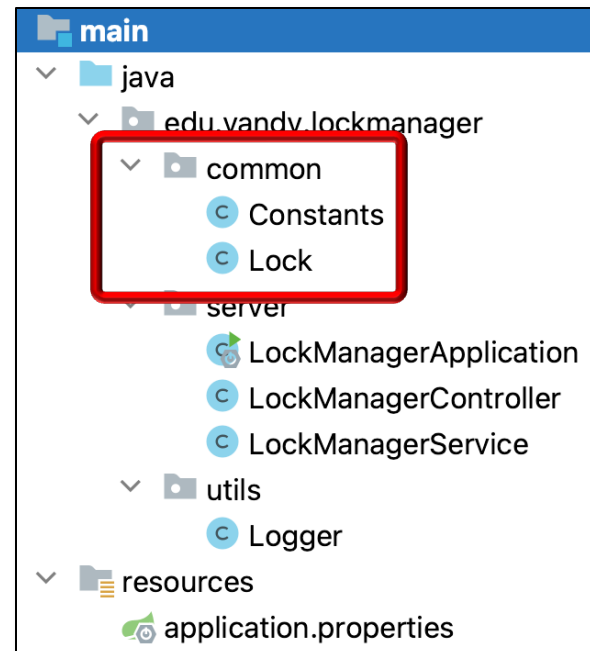 main
java
edu.vandy.lockmanager
common
C Constants
C Lock
server
LockManagerApplication
C LockManagerController
C LockManagerService
utils
C Logger
resources
application.properties